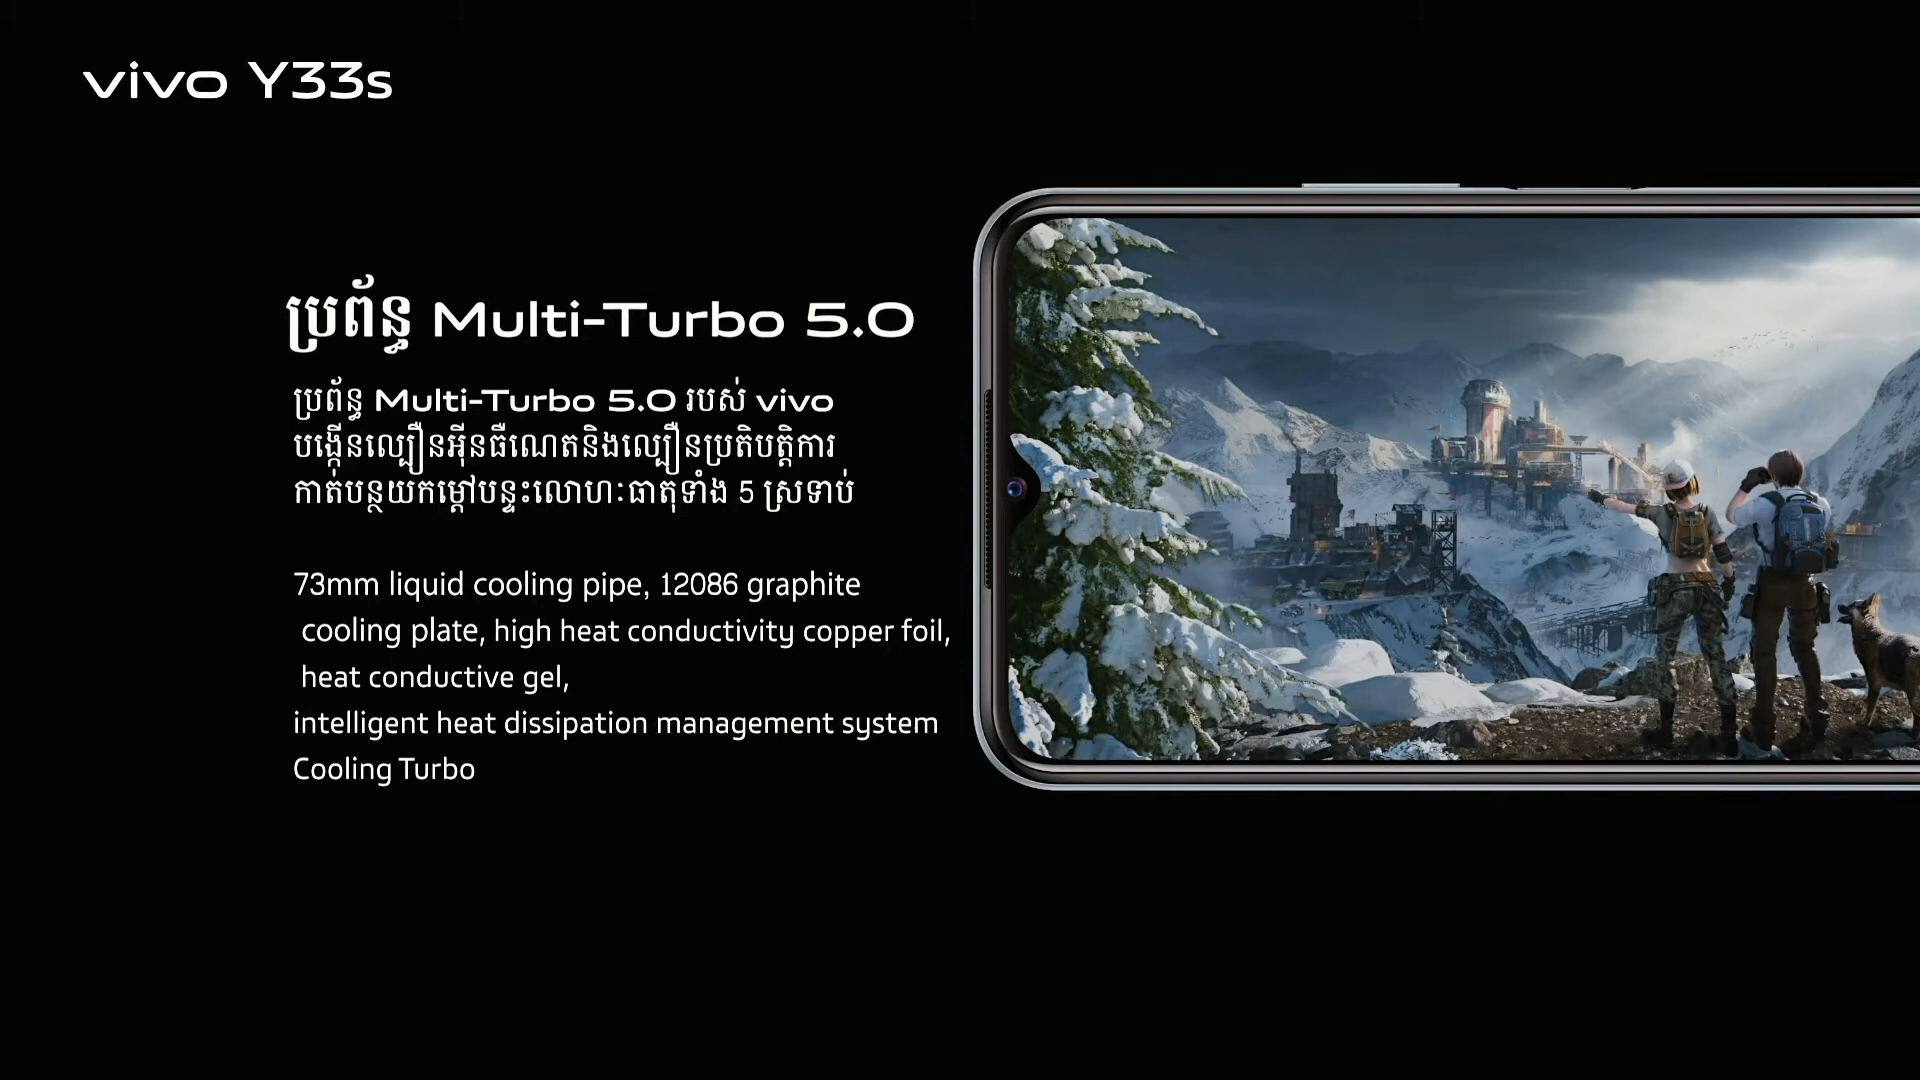 vivo Y33s
ប្រព័ន្ធ Multi-Turbo 5.0
ប្រព័ន្ធ Multi-Turbo 5.0 របស់ vivo
បង្កើនល្បឿនអ៊ីនធឺណេតនិងល្បឿនប្រតិបត្តិការ
កាត់បន្ថយកម្តៅបន្ទះលោហៈធាតុទាំង 5 ស្រទាប់
73mm liquid cooling pipe, 12086 graphite
cooling plate, high heat conductivity copper foil,
heat conductive gel,
intelligent heat dissipation management system
Cooling Turbo